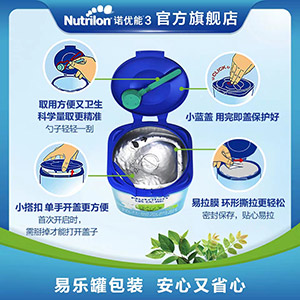 Nutrilon 诺优能3 官方旗舰店
CLICK
取用方便又卫生
科学量取更精准
勺子轻轻一刮
小蓝盖 用完即盖保护好
小搭扣 单手开盖更方便
首次开启时,
需掰掉才能打开盖子
易拉膜 环形撕拉更轻松
密封保存,贴心易拉
Nutrilon
易乐罐包装 安心又省心